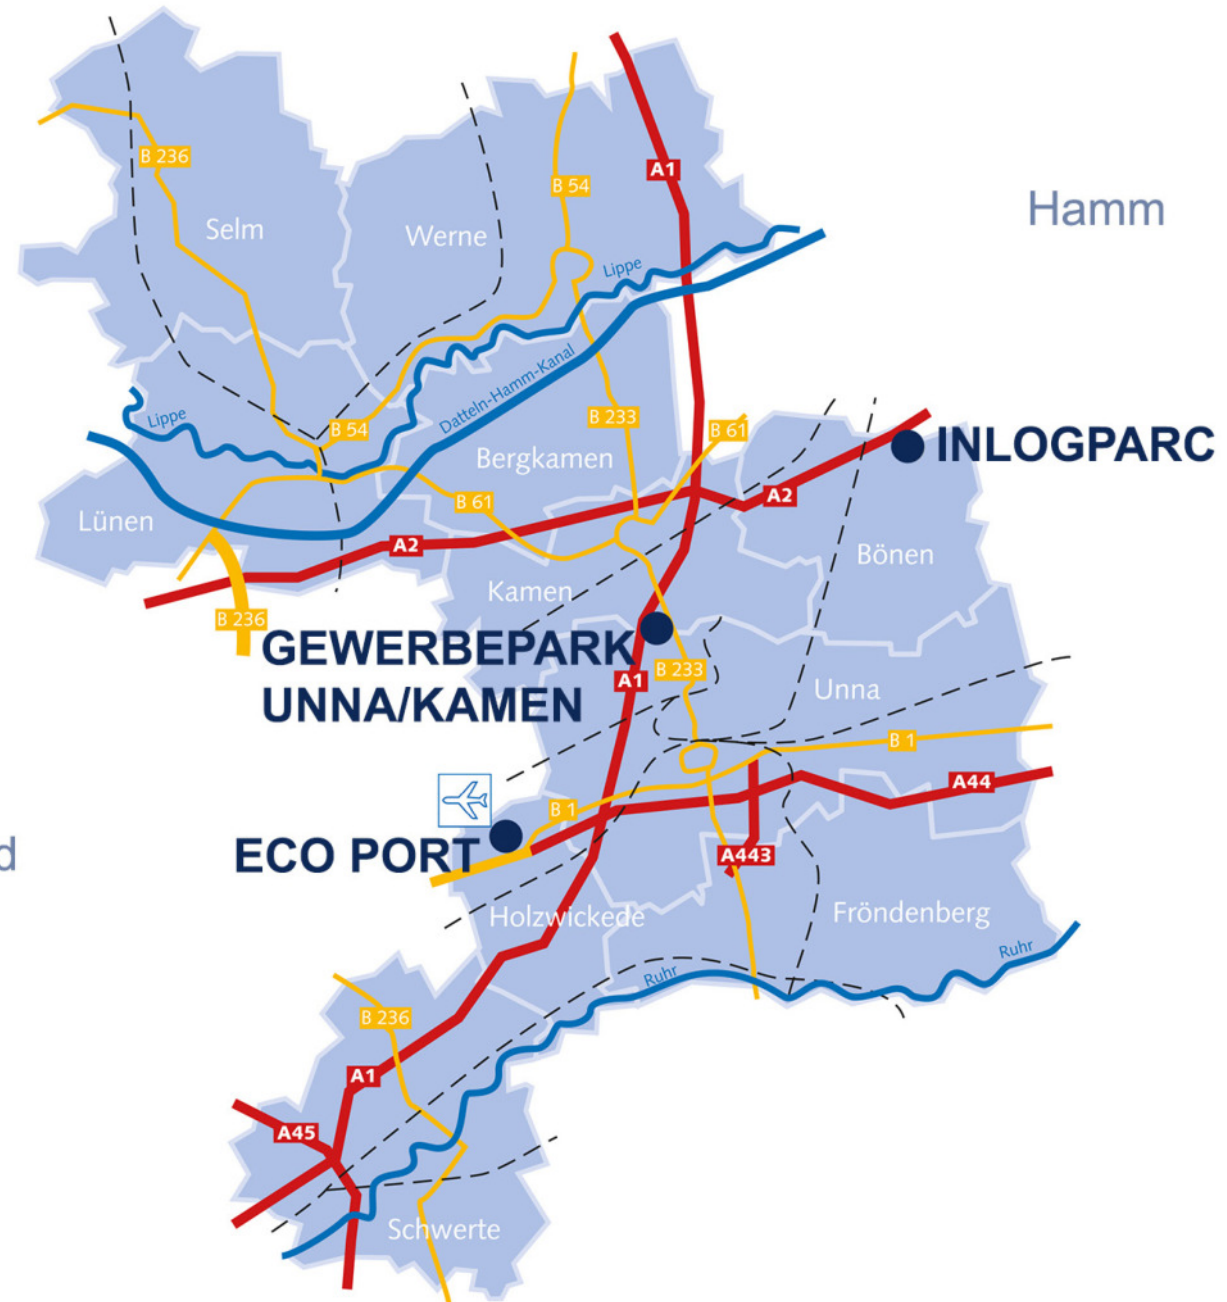 B 236
A1
B 54
Hamm
Selm
Werne
Lippe
Datteln-Hamm-Kanal
Lippe
B 233
B 54
B 61
INLOGPARC
Bergkamen
A2
B 61
Lünen
A2
Bönen
Kamen
B 236
GEWERBEPARK
UNNA/KAMEN
B 233
A1
Unna
B 1
A44
B 1
d
ECO PORT
A443
Holzwickede
Fröndenberg
Ruhr
Ruhr
B 236
A1
A45
Schwerte